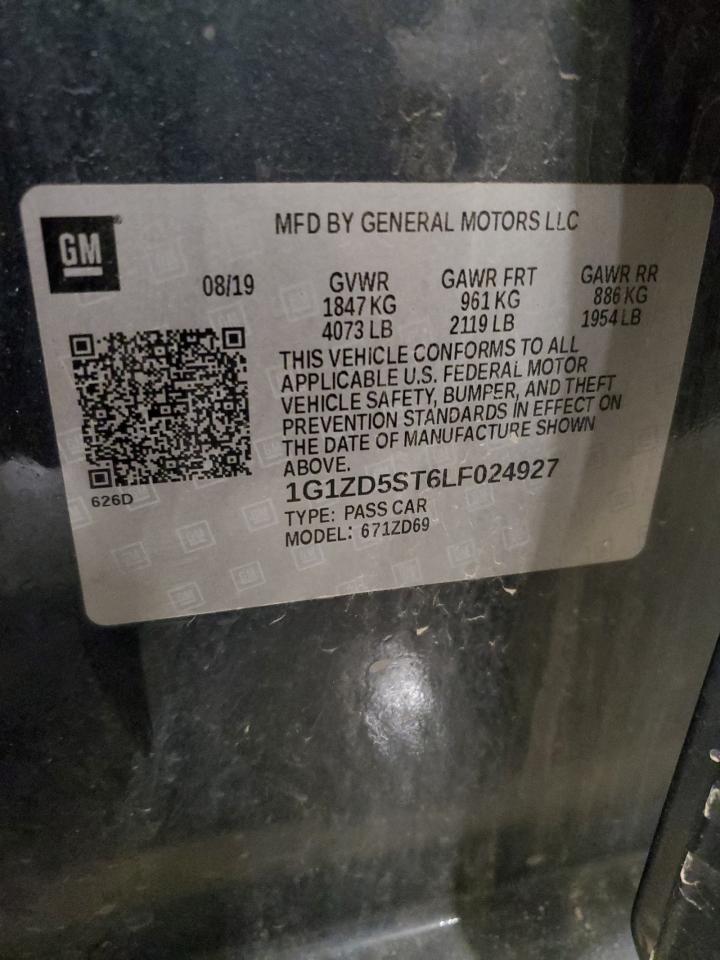 GM
MFD BY GENERAL MOTORS LLC
08/19 GVWR GAWR FRT GAWR RR
1847 KG 961 KG 886 KG
4073 LB 2119 LB 1954 LB
THIS VEHICLE CONFORMS TO ALL
APPLICABLE U.S. FEDERAL MOTOR
VEHICLE SAFETY, BUMPER, AND THEFT
PREVENTION STANDARDS IN EFFECT ON
THE DATE OF MANUFACTURE SHOWN
ABOVE.
626D
1G1ZD5ST6LF024927
TYPE: PASS CAR
MODEL: 671ZD69